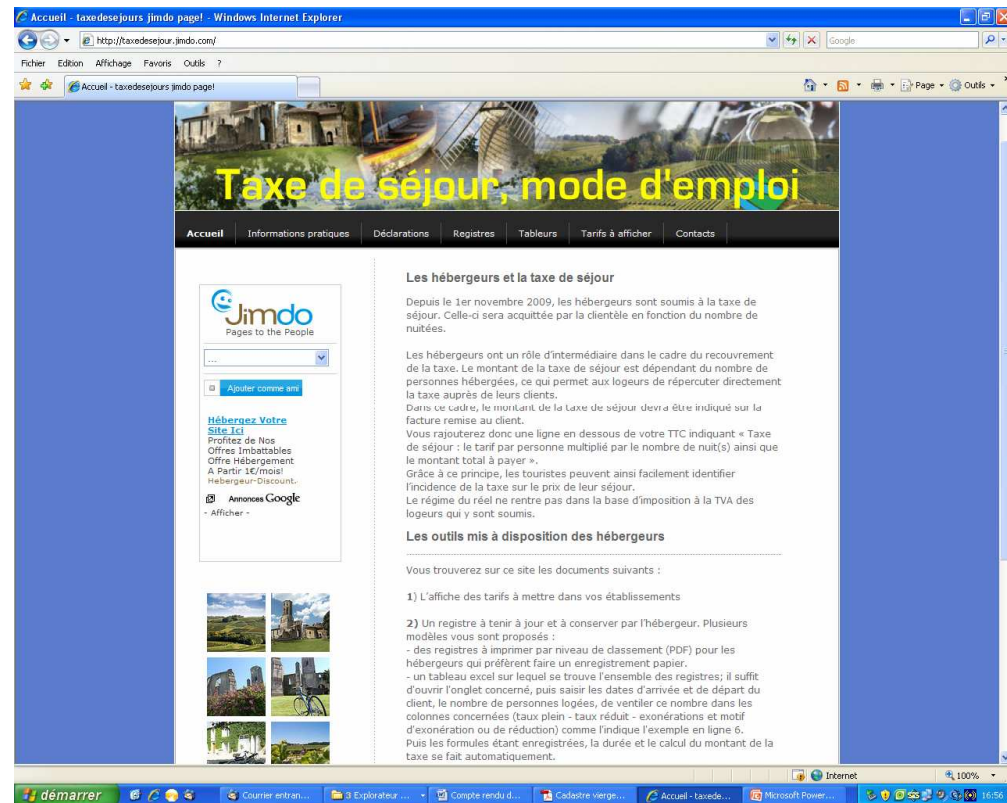 Accueil - taxedesejours jimdo page! - Windows Internet Explorer
http://taxedesejour.jimdo.com/
Google
Fichier Edition Affichage Favoris Outils ?
Accueil - taxedesejours jimdo page!
Page Outils
Taxe de séjour, mode d'emploi
Accueil Informations pratiques Déclarations Registres Tableurs Tarifs à afficher Contacts
Jimdo
Pages to the People
...
Ajouter comme ami
Hébergez Votre
Site Ici
Profitez de Nos
Offres Imbattables
Offre Hébergement
A Partir 1€/mois!
Hebergeur-Discount.
Annonces Google
- Afficher -
Les hébergeurs et la taxe de séjour
Depuis le 1er novembre 2009, les hébergeurs sont soumis à la taxe de
séjour. Celle-ci sera acquittée par la clientèle en fonction du nombre de
nuitées.
Les hébergeurs ont un rôle d'intermédiaire dans le cadre du recouvrement
de la taxe. Le montant de la taxe de séjour est dépendant du nombre de
personnes hébergées, ce qui permet aux logeurs de répercuter directement
la taxe auprès de leurs clients.
Dans ce cadre, le montant de la taxe de séjour devra être indiqué sur la
facture remise au client.
Vous rajouterez donc une ligne en dessous de votre TTC indiquant « Taxe
de séjour : le tarif par personne multiplié par le nombre de nuit(s) ainsi que
le montant total à payer ».
Grâce à ce principe, les touristes peuvent ainsi facilement identifier
l'incidence de la taxe sur le prix de leur séjour.
Le régime du réel ne rentre pas dans la base d'imposition à la TVA des
logeurs qui y sont soumis.
Les outils mis à disposition des hébergeurs
Vous trouverez sur ce site les documents suivants :
1) L'affiche des tarifs à mettre dans vos établissements
2) Un registre à tenir à jour et à conserver par l'hébergeur. Plusieurs
modèles vous sont proposés :
- des registres à imprimer par niveau de classement (PDF) pour les
hébergeurs qui préfèrent faire un enregistrement papier.
- un tableau excel sur lequel se trouve l'ensemble des registres; il suffit
d'ouvrir l'onglet concerné, puis saisir les dates d'arrivée et de départ du
client, le nombre de personnes logées, de ventiler ce nombre dans les
colonnes concernées (taux plein - taux réduit - exonérations et motif
d'exonération ou de réduction) comme l'indique l'exemple en ligne 6.
Puis les formules étant enregistrées, la durée et le calcul du montant de la
taxe se fait automatiquement.
Internet 100%
démarrer Courrier entran... 3 Explorateur ... Compte rendu d... Cadastre vierge... Accueil - taxede... Microsoft Power... 16:56